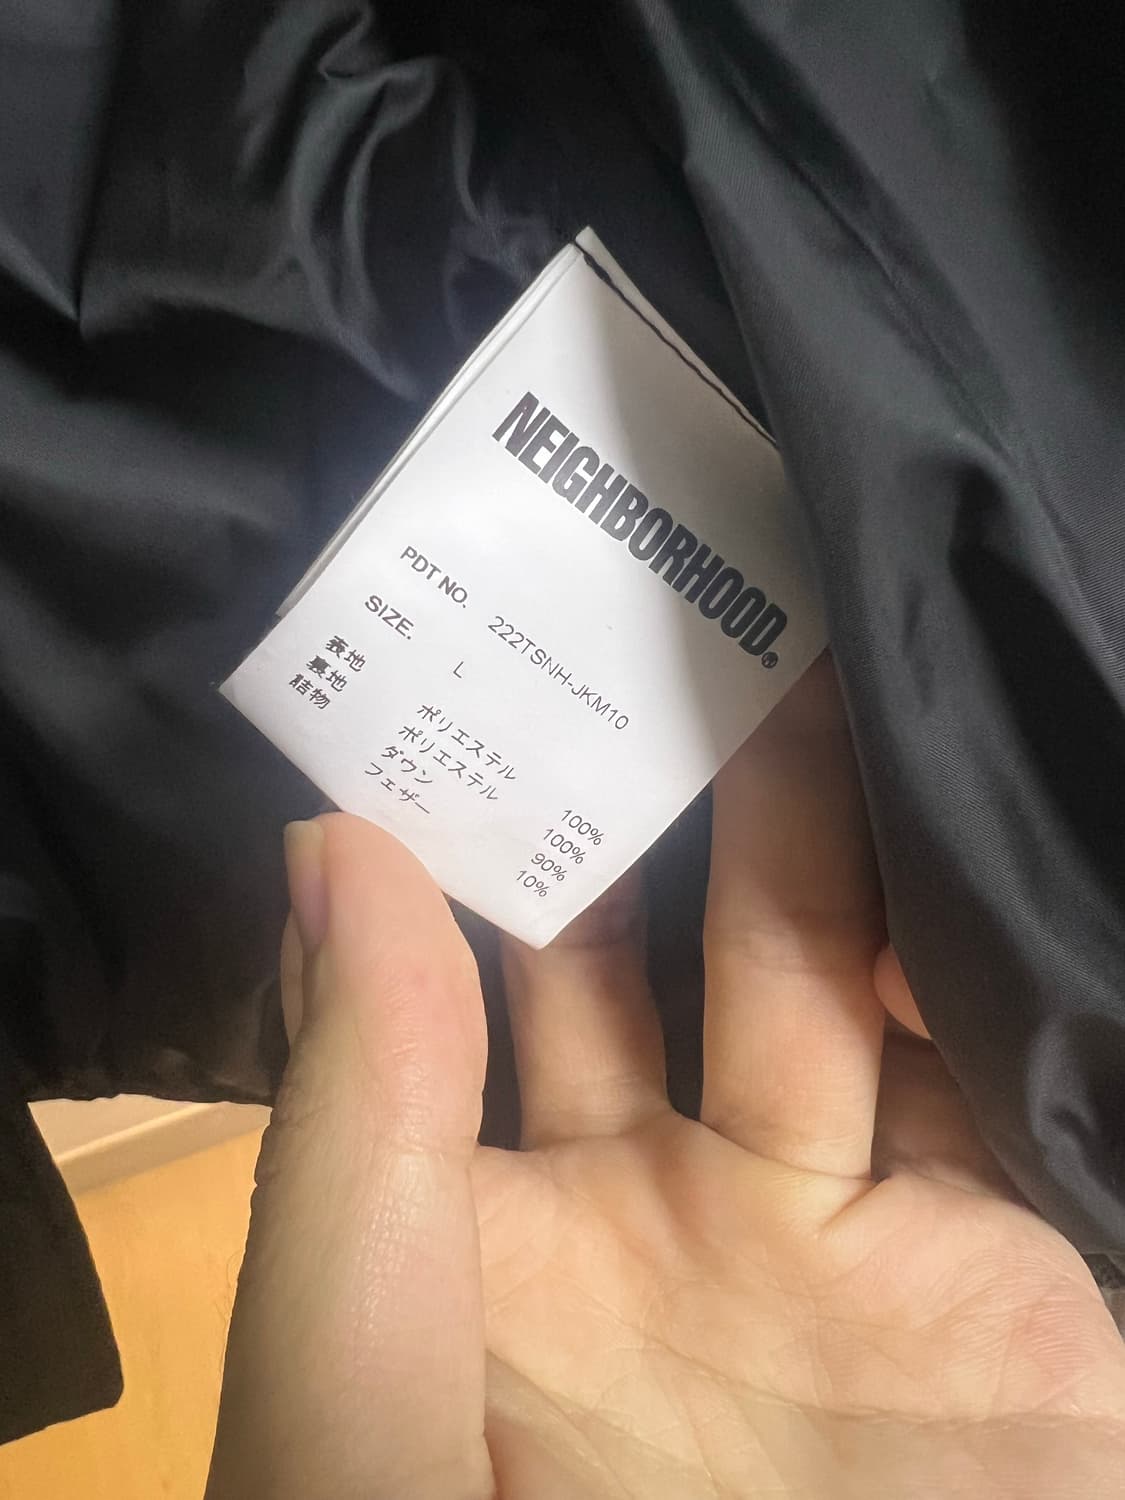 NEIGHBORHOOD.®
PDT NO. 222TSNH-JKM10
SIZE. L
表地 ポリエステル 100%
裏地 ポリエステル 100%
詰物 ダウン 90%
フェザー 10%